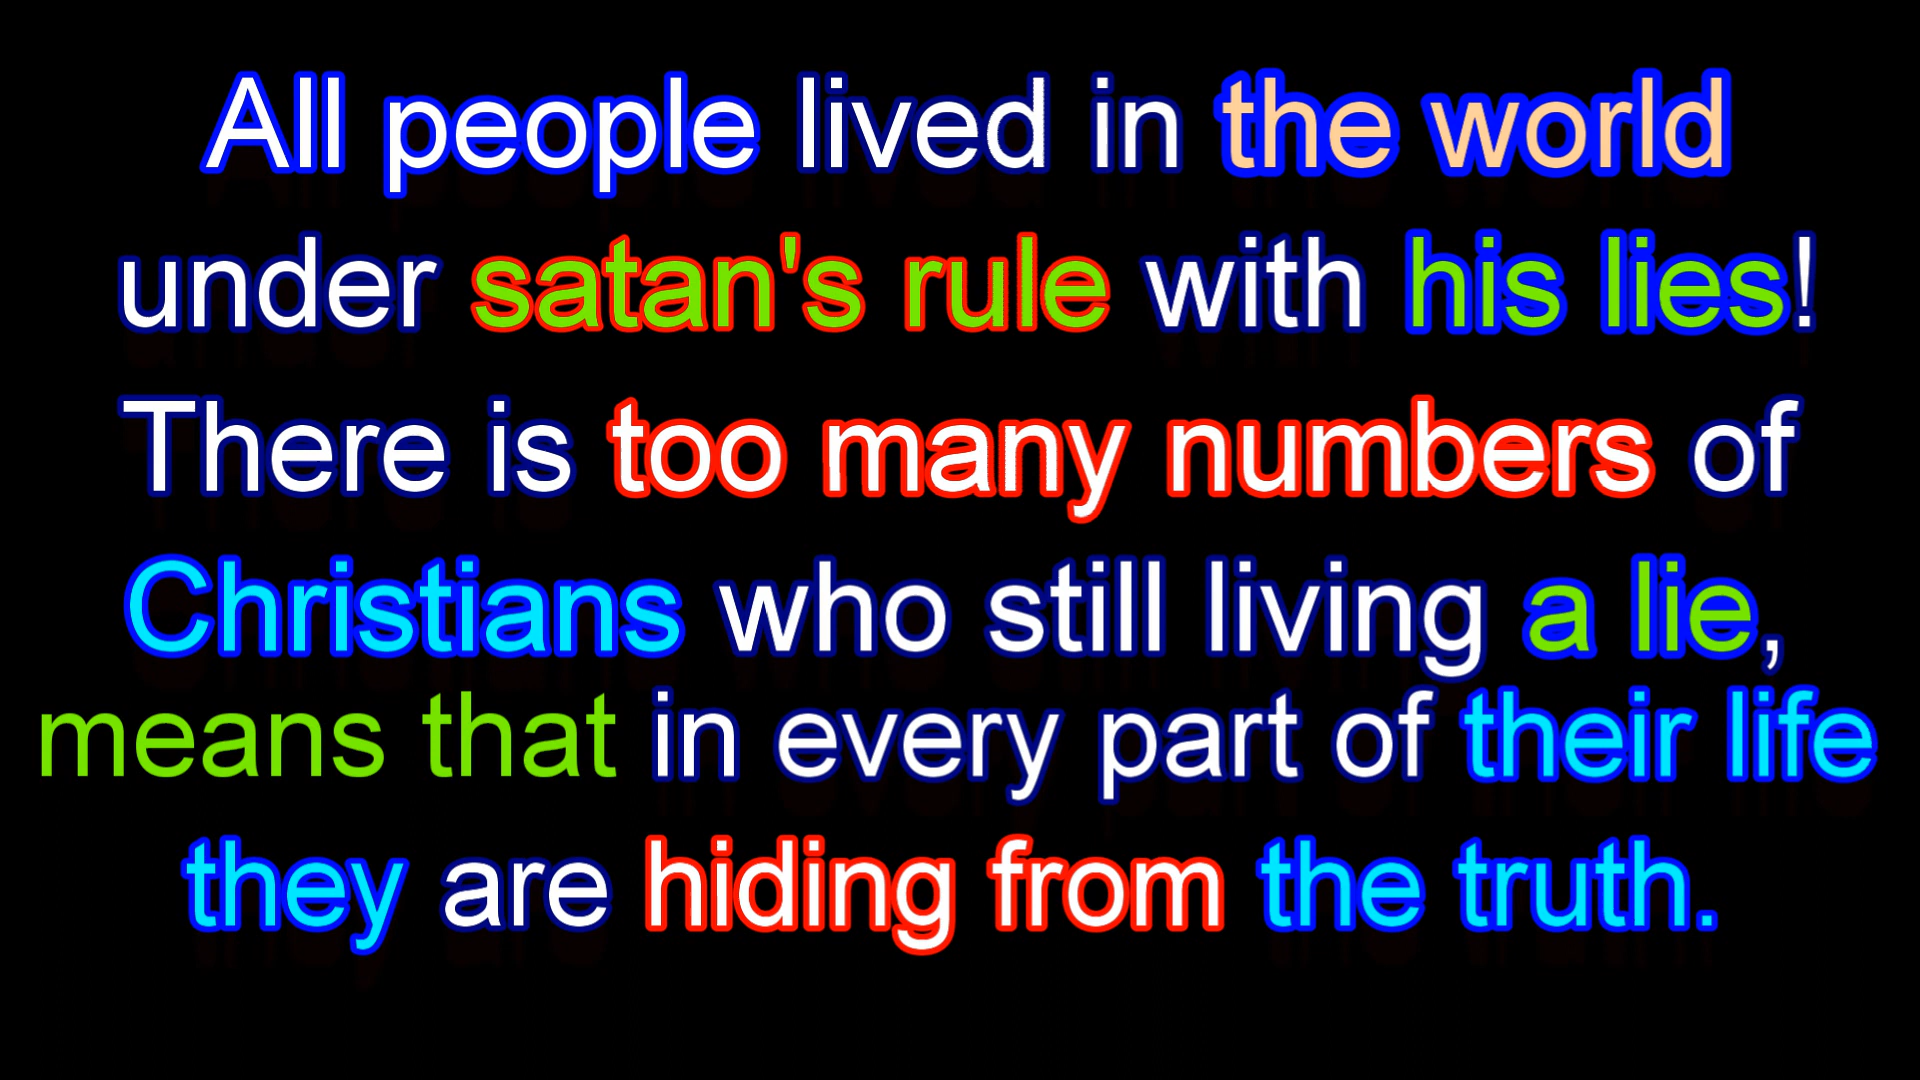 All people lived in the world
under satan's rule with his lies!
There is too many numbers of
Christians who still living a lie,
means that in every part of their life
they are hiding from the truth.